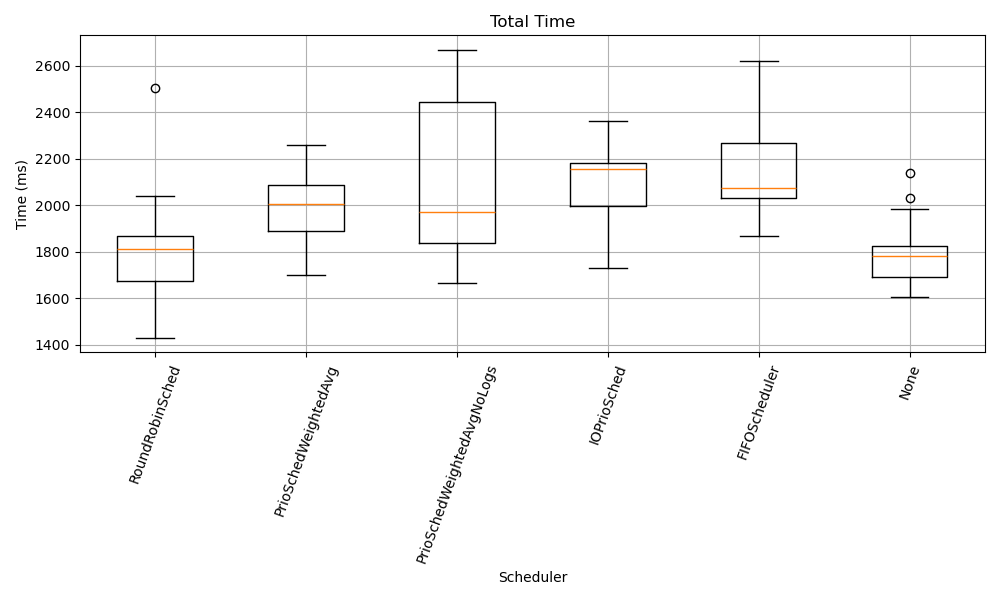 Total Time
Time (ms)
2600
2400
2200
2000
1800
1600
1400
RoundRobinSched
PrioSchedWeightedAvg
PrioSchedWeightedAvgNoLogs
IOPrioSched
FIFOScheduler
None
Scheduler